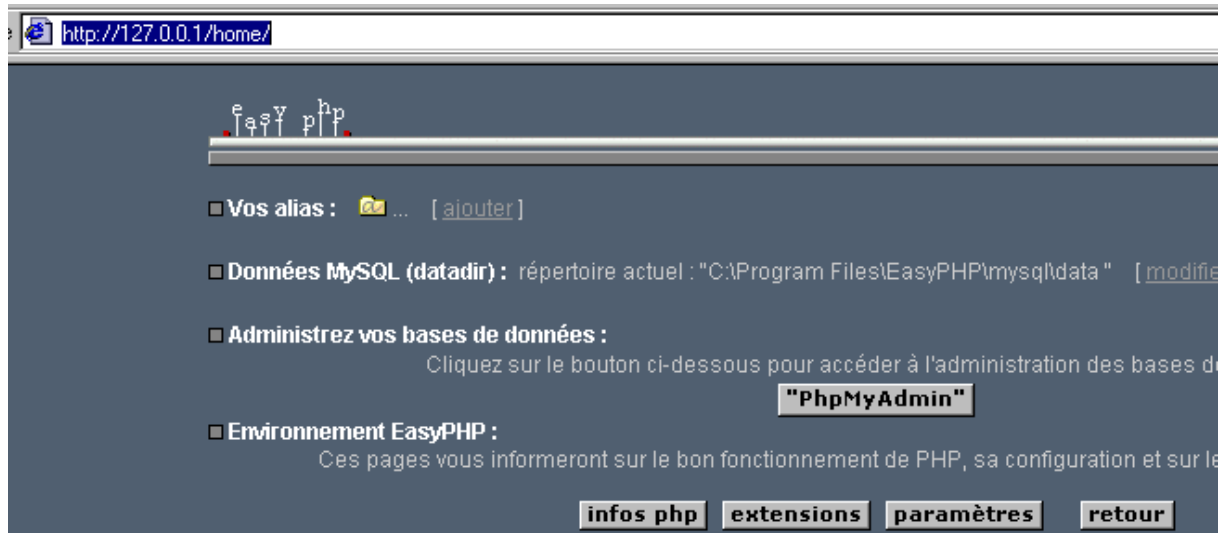 http://127.0.0.1/home/
easy php
Vos alias : ... [ ajouter ]
Données MySQL (datadir) : répertoire actuel : "C:\Program Files\EasyPHP\mysql\data " [ modifie
Administrez vos bases de données :
Cliquez sur le bouton ci-dessous pour accéder à l'administration des bases d
"PhpMyAdmin"
Environnement EasyPHP :
Ces pages vous informeront sur le bon fonctionnement de PHP, sa configuration et sur le
infos php extensions paramètres retour